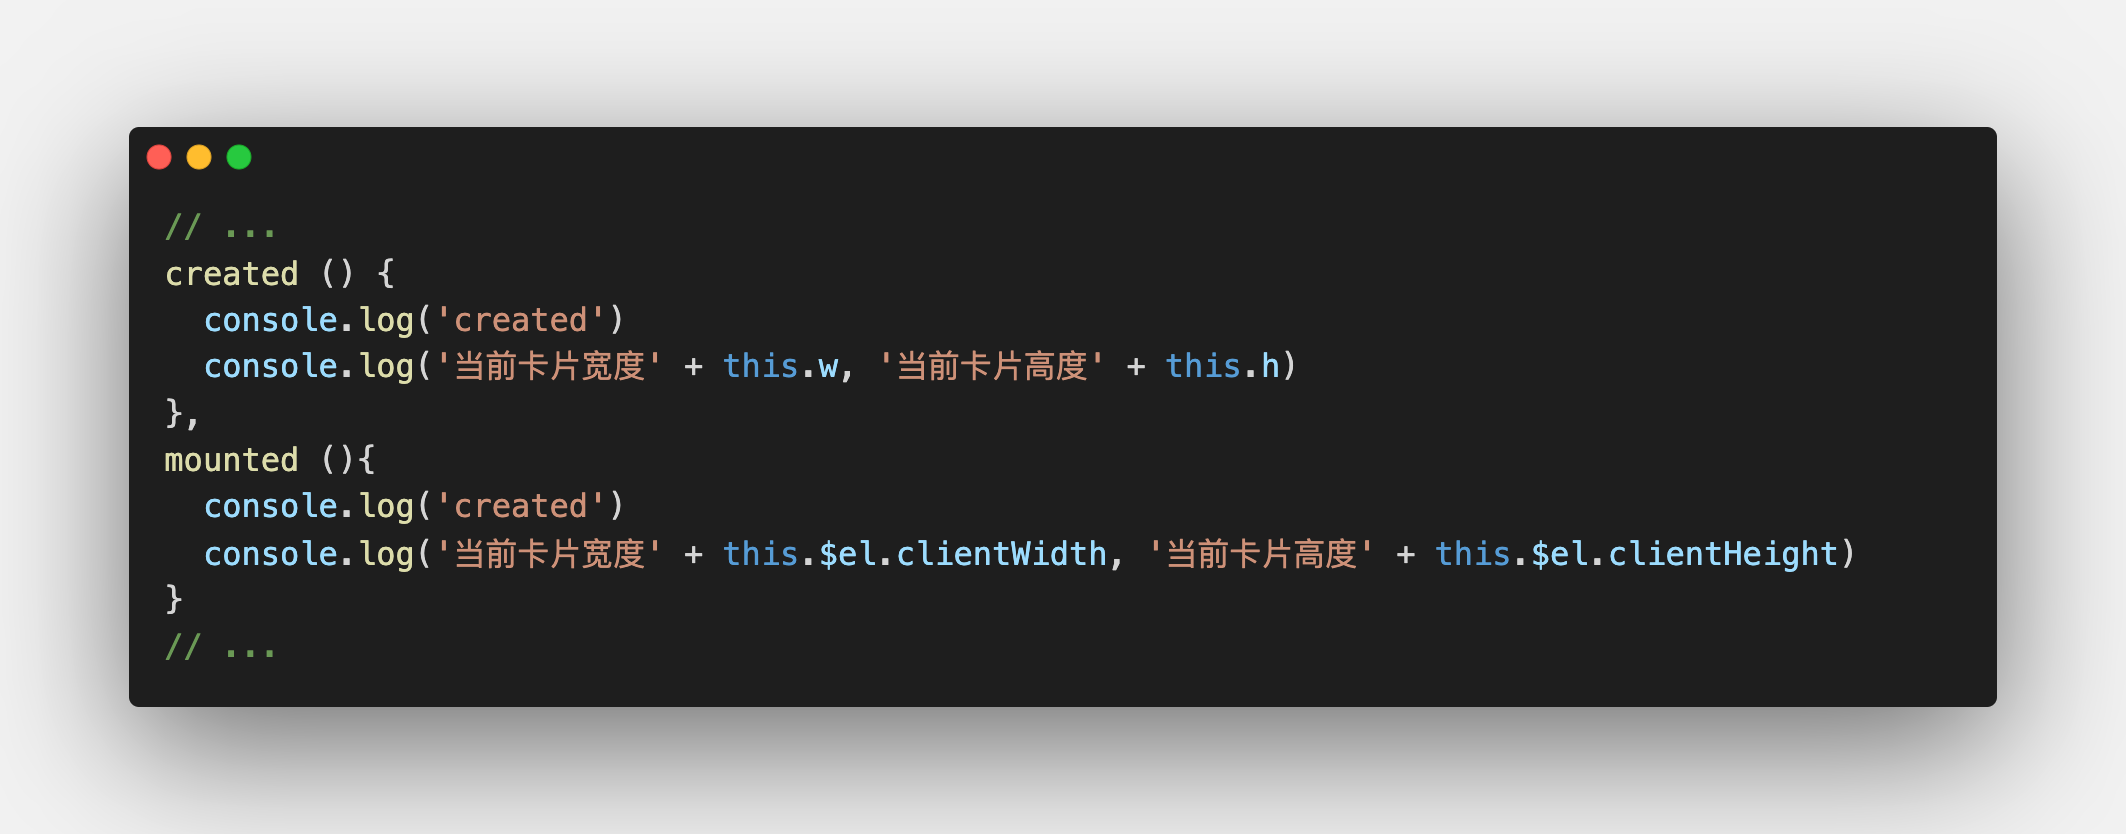 // ...
created () {
  console.log('created')
  console.log('当前卡片宽度' + this.w, '当前卡片高度' + this.h)
},
mounted (){
  console.log('created')
  console.log('当前卡片宽度' + this.$el.clientWidth, '当前卡片高度' + this.$el.clientHeight)
}
// ...